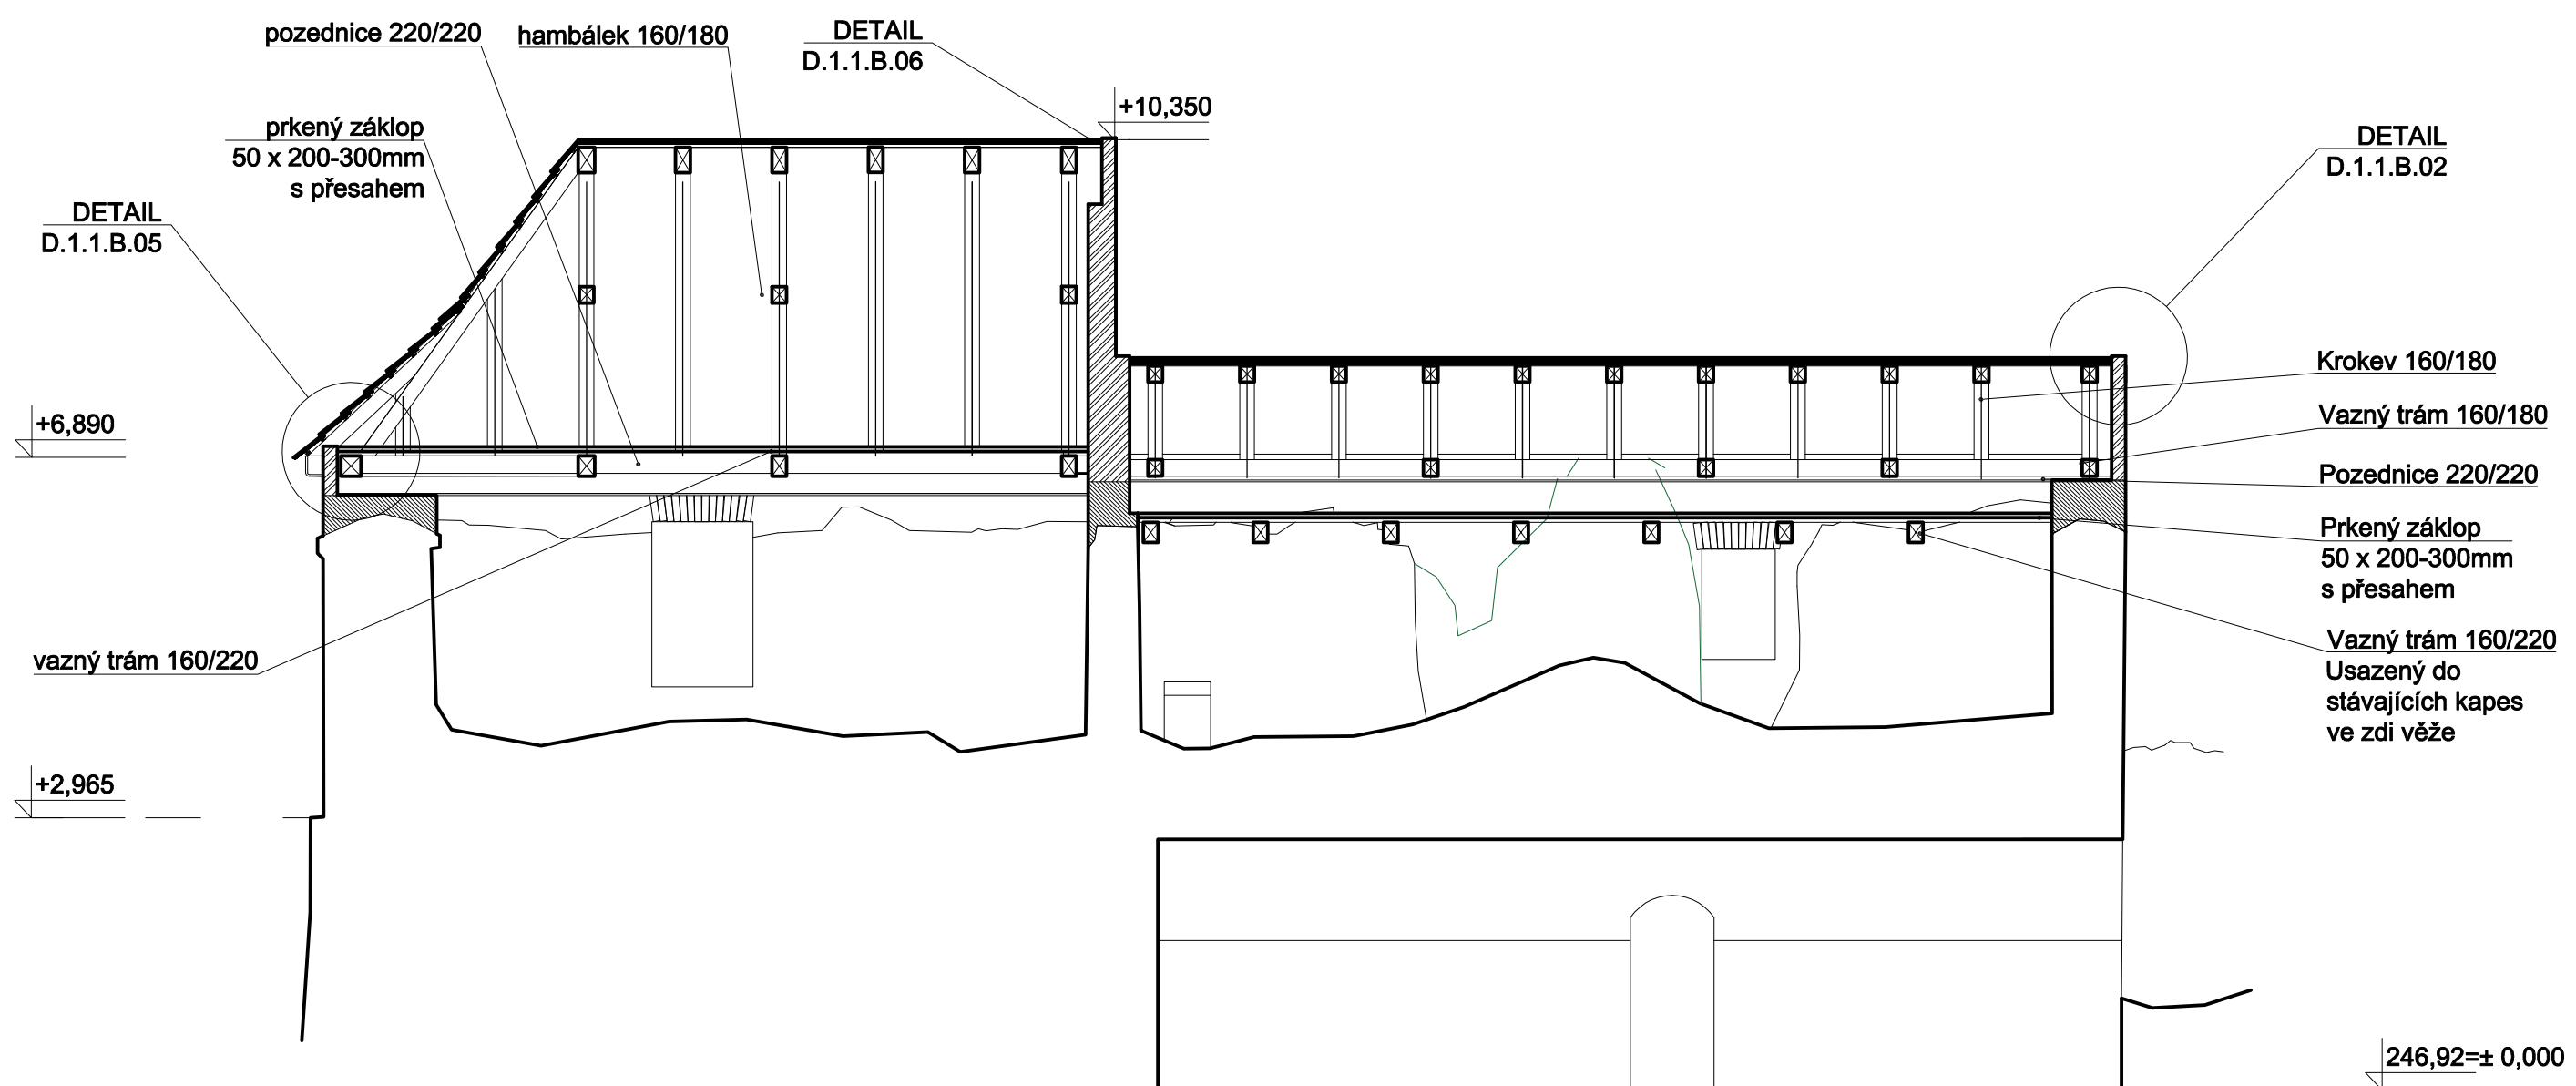 pozednice 220/220
hambálek 160/180
DETAIL
D.1.1.B.06
+10,350
prkený záklop
50 x 200-300mm
s přesahem
DETAIL
D.1.1.B.02
DETAIL
D.1.1.B.05
Krokev 160/180
+6,890
Vazný trám 160/180
Pozednice 220/220
Prkený záklop
50 x 200-300mm
s přesahem
vazný trám 160/220
Vazný trám 160/220
Usazený do
stávajících kapes
ve zdi věže
+2,965
246,92=± 0,000